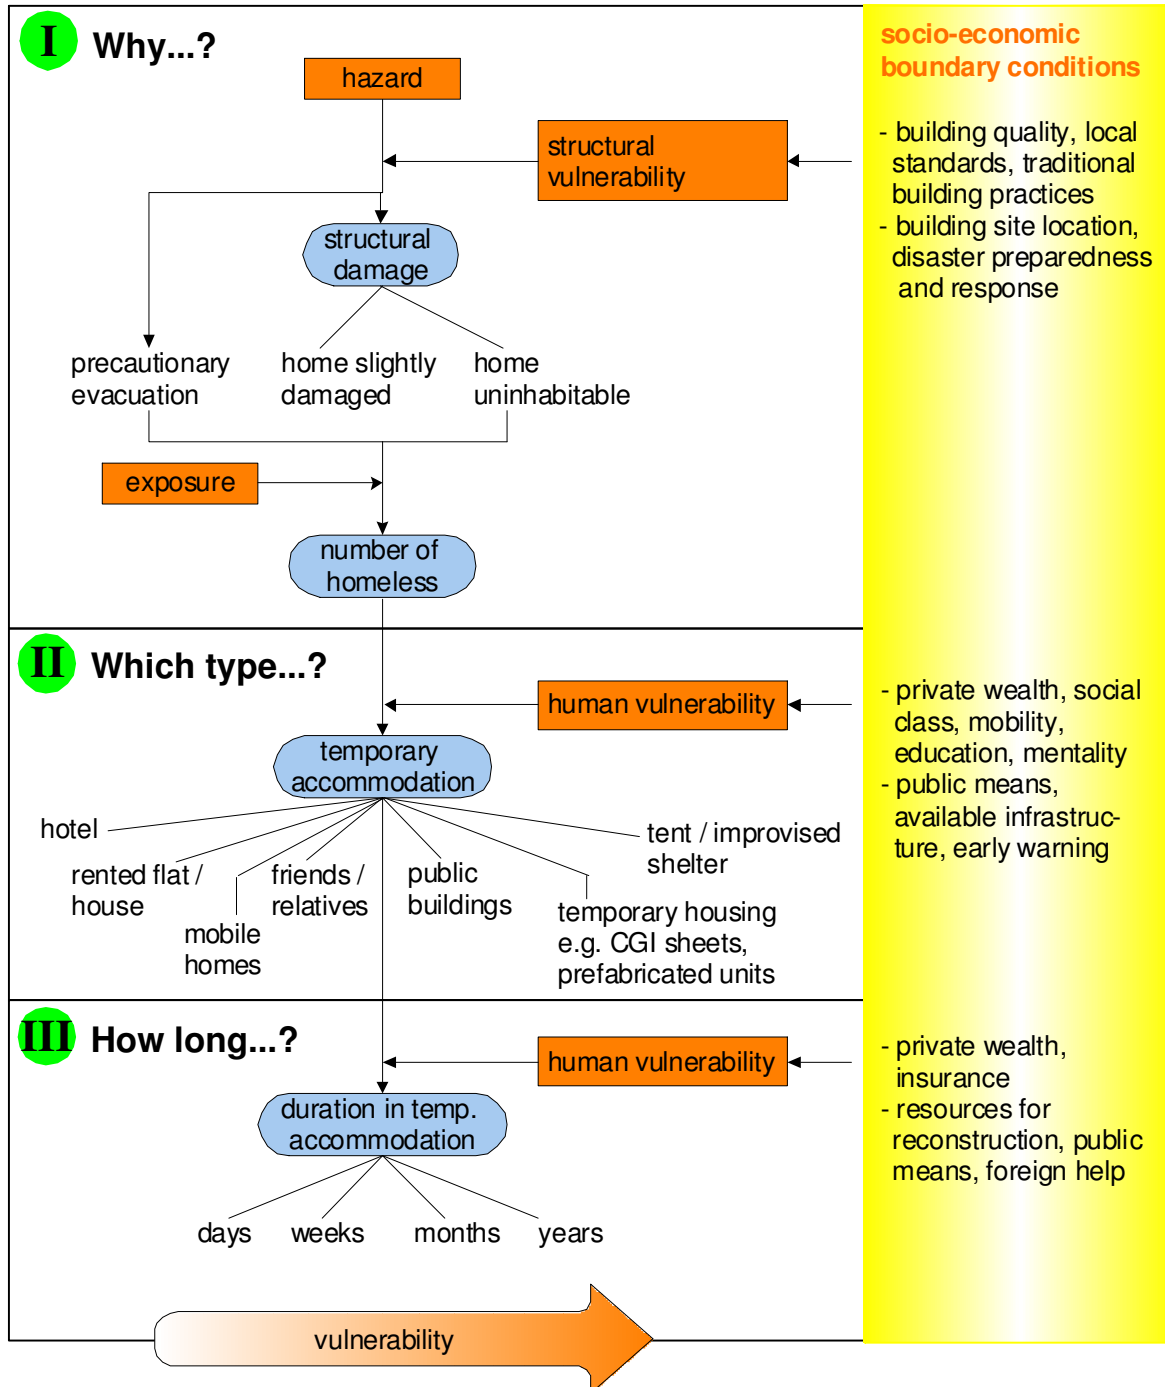 I Why...?
hazard
structural
vulnerability
structural
damage
precautionary
evacuation
home slightly
damaged
home
uninhabitable
exposure
number of
homeless
II Which type...?
human vulnerability
temporary
accommodation
hotel
rented flat /
house
mobile
homes
friends /
relatives
public
buildings
temporary housing
e.g. CGI sheets,
prefabricated units
tent / improvised
shelter
III How long...?
human vulnerability
duration in temp.
accommodation
days weeks months years
vulnerability
socio-economic
boundary conditions
- building quality, local
standards, traditional
building practices
- building site location,
disaster preparedness
and response
- private wealth, social
class, mobility,
education, mentality
- public means,
available infrastruc-
ture, early warning
- private wealth,
insurance
- resources for
reconstruction, public
means, foreign help